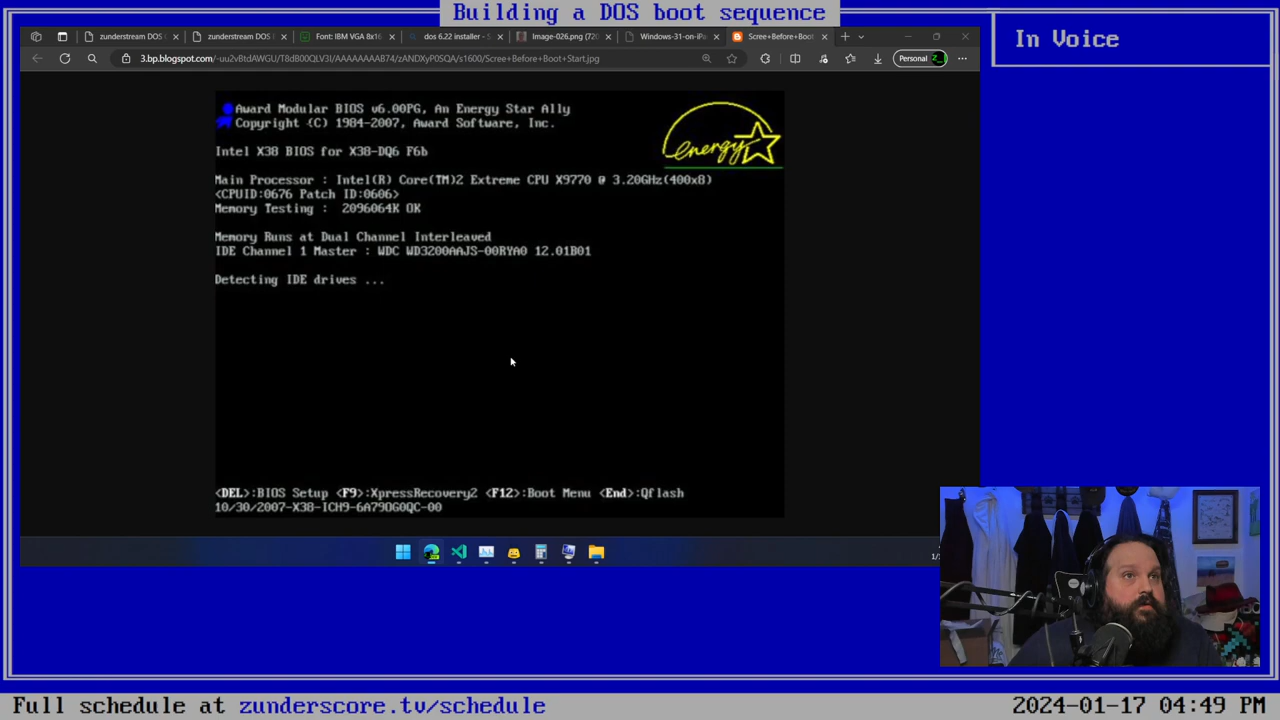 Building a DOS boot sequence
zunderstream DOS
zunderstream DOS
Font: IBM VGA 8x16
dos 6.22 installer - S
Image-026.png (720
Windows-31-on-iPa
Scree+Before+Boot
In Voice
3.bp.blogspot.com/-uu2vBtdAWGU/T8dB00QLV3I/AAAAAAAAB74/zANDXyP0SQA/s1600/Scree+Before+Boot+Start.jpg
Personal
Award Modular BIOS v6.00PG, An Energy Star Ally
Copyright (C) 1984-2007, Award Software, Inc.
energy
Intel X38 BIOS for X38-DQ6 F6b
Main Processor : Intel(R) Core(TM)2 Extreme CPU X9770 @ 3.20GHz(400x8)
<CPUID:0676 Patch ID:0606>
Memory Testing : 2096064K OK
Memory Runs at Dual Channel Interleaved
IDE Channel 1 Master : WDC WD3200AAJS-00RYA0 12.01B01
Detecting IDE drives ...
<DEL>:BIOS Setup <F9>:XpressRecovery2 <F12>:Boot Menu <End>:Qflash
10/30/2007-X38-ICH9-6A79OG0QC-00
Full schedule at zunderscore.tv/schedule
2024-01-17 04:49 PM